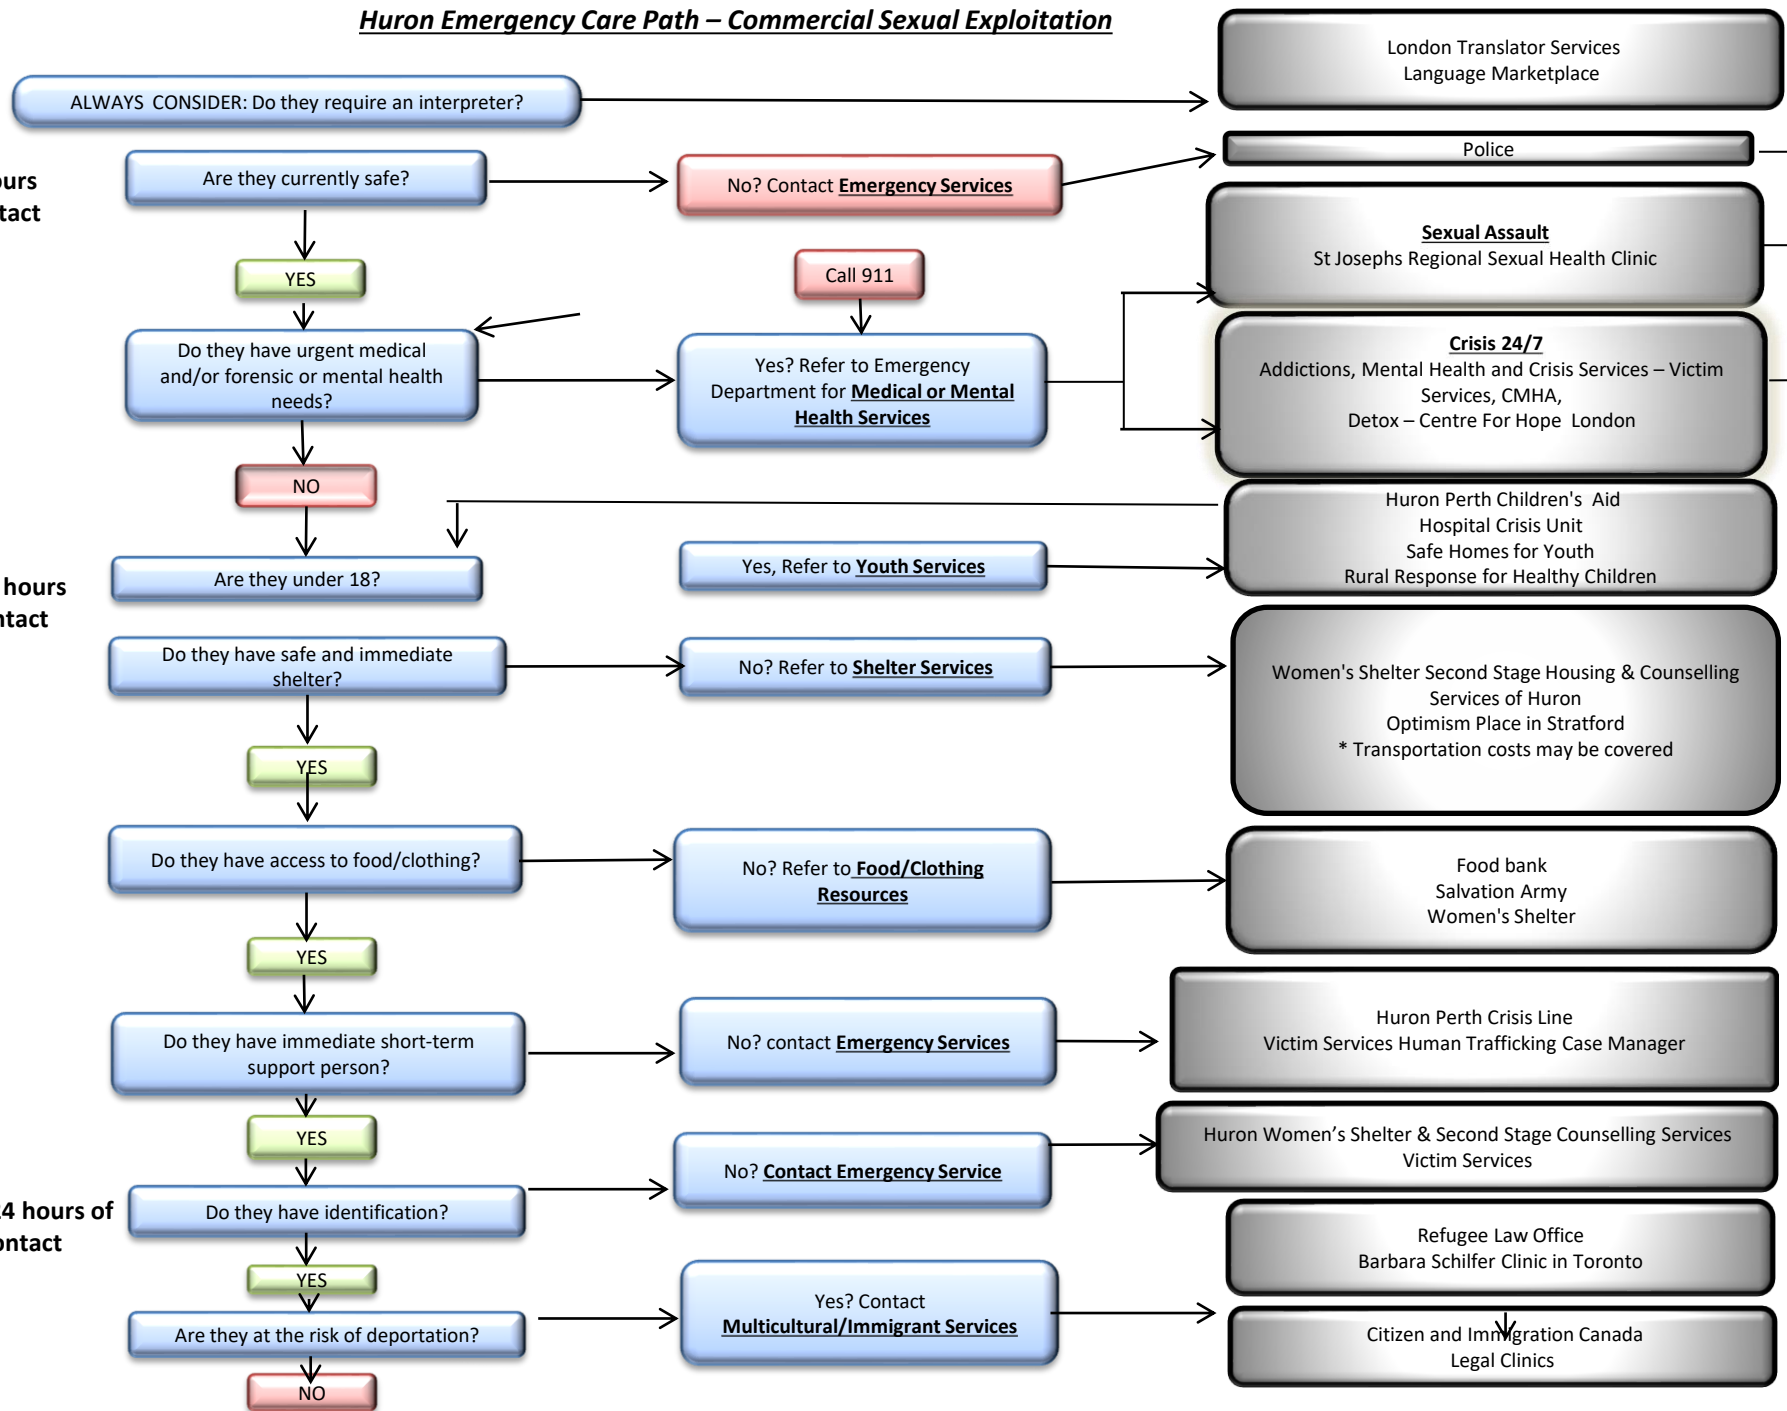 Huron Emergency Care Path – Commercial Sexual Exploitation
London Translator Services
Language Marketplace
ALWAYS CONSIDER: Do they require an interpreter?
Police
Are they currently safe?
No? Contact Emergency Services
tact
Sexual Assault
St Josephs Regional Sexual Health Clinic
YES
Call 911
Do they have urgent medical
and/or forensic or mental health
needs?
Yes? Refer to Emergency
Department for Medical or Mental
Health Services
Crisis 24/7
Addictions, Mental Health and Crisis Services – Victim
Services, CMHA,
Detox – Centre For Hope London
NO
Huron Perth Children's Aid
Hospital Crisis Unit
Safe Homes for Youth
Rural Response for Healthy Children
Are they under 18?
Yes, Refer to Youth Services
hours
ntact
Do they have safe and immediate
shelter?
No? Refer to Shelter Services
Women's Shelter Second Stage Housing & Counselling
Services of Huron
Optimism Place in Stratford
* Transportation costs may be covered
YES
Do they have access to food/clothing?
No? Refer to Food/Clothing
Resources
Food bank
Salvation Army
Women's Shelter
YES
Do they have immediate short-term
support person?
No? contact Emergency Services
Huron Perth Crisis Line
Victim Services Human Trafficking Case Manager
YES
No? Contact Emergency Service
Huron Women’s Shelter & Second Stage Counselling Services
Victim Services
24 hours of
ontact
Do they have identification?
Refugee Law Office
Barbara Schilfer Clinic in Toronto
YES
Are they at the risk of deportation?
Yes? Contact
Multicultural/Immigrant Services
Citizen and Immigration Canada
Legal Clinics
NO